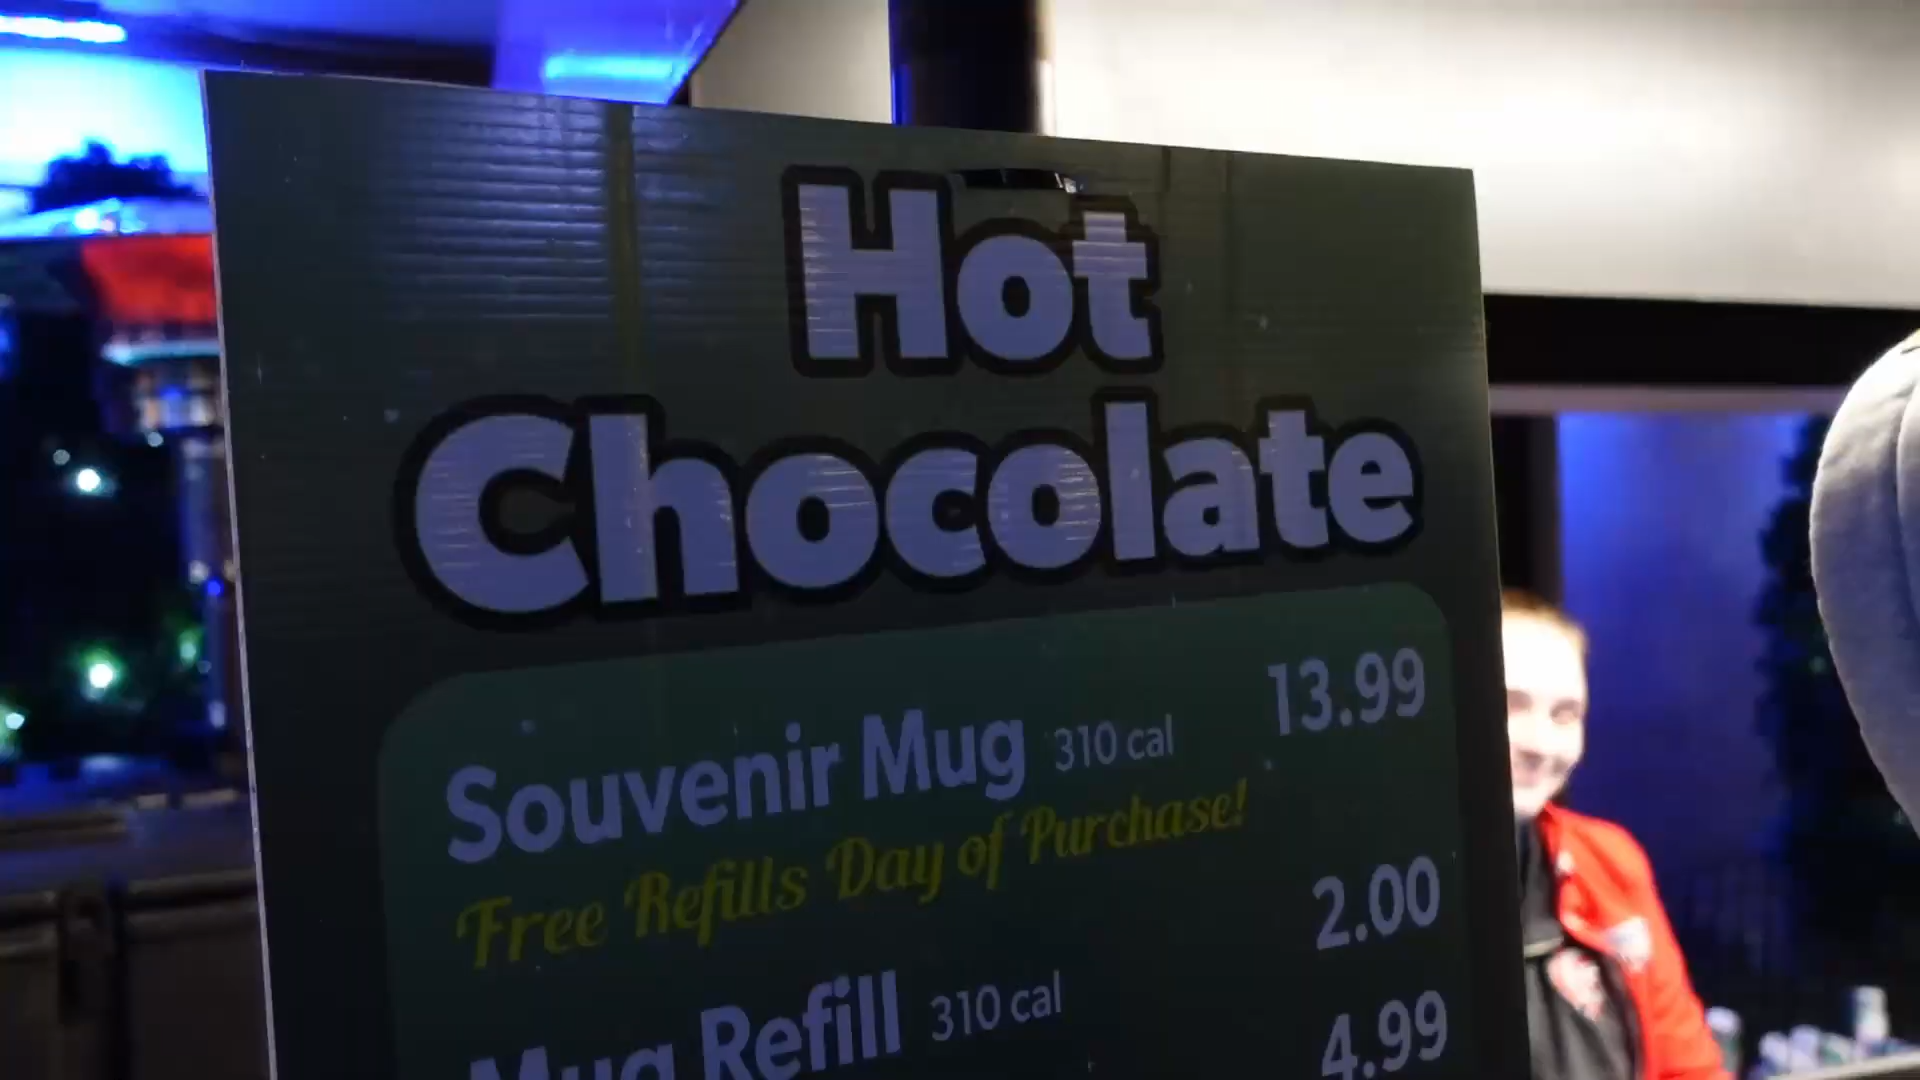 Hot
Chocolate
Souvenir Mug 310 cal 13.99
Free Refills Day of Purchase!
Mug Refill 310 cal 2.00
4.99